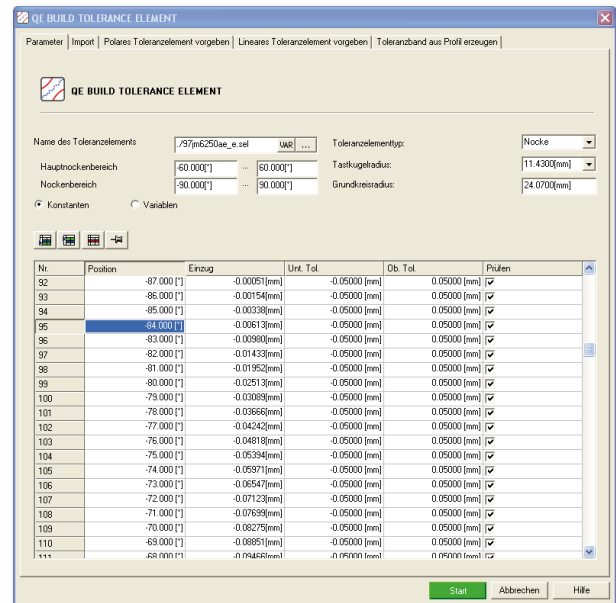 QE BUILD TOLERANCE ELEMENT
Parameter Import Polares Toleranzelement vorgeben Lineares Toleranzelement vorgeben Toleranzband aus Profil erzeugen
QE BUILD TOLERANCE ELEMENT
Name des Toleranzelements ./97jm6250ae_e.sel VAR ... Toleranzelementtyp: Nocke
Hauptnockenbereich -60.000[°] ... 60.000[°] Tastkugelradius: 11.4300[mm]
Nockenbereich -90.000[°] ... 90.000[°] Grundkreisradius: 24.0700[mm]
Konstanten Variablen
Nr. Position Einzug Unt. Tol. Ob. Tol. Prüfen
92 -87.000 [°] -0.00051[mm] -0.05000 [mm] 0.05000 [mm]
93 -86.000 [°] -0.00154[mm] -0.05000 [mm] 0.05000 [mm]
94 -85.000 [°] -0.00338[mm] -0.05000 [mm] 0.05000 [mm]
95 -84.000 [°] -0.00613[mm] -0.05000 [mm] 0.05000 [mm]
96 -83.000 [°] -0.00980[mm] -0.05000 [mm] 0.05000 [mm]
97 -82.000 [°] -0.01433[mm] -0.05000 [mm] 0.05000 [mm]
98 -81.000 [°] -0.01952[mm] -0.05000 [mm] 0.05000 [mm]
99 -80.000 [°] -0.02513[mm] -0.05000 [mm] 0.05000 [mm]
100 -79.000 [°] -0.03089[mm] -0.05000 [mm] 0.05000 [mm]
101 -78.000 [°] -0.03666[mm] -0.05000 [mm] 0.05000 [mm]
102 -77.000 [°] -0.04242[mm] -0.05000 [mm] 0.05000 [mm]
103 -76.000 [°] -0.04818[mm] -0.05000 [mm] 0.05000 [mm]
104 -75.000 [°] -0.05394[mm] -0.05000 [mm] 0.05000 [mm]
105 -74.000 [°] -0.05971[mm] -0.05000 [mm] 0.05000 [mm]
106 -73.000 [°] -0.06547[mm] -0.05000 [mm] 0.05000 [mm]
107 -72.000 [°] -0.07123[mm] -0.05000 [mm] 0.05000 [mm]
108 -71.000 [°] -0.07699[mm] -0.05000 [mm] 0.05000 [mm]
109 -70.000 [°] -0.08275[mm] -0.05000 [mm] 0.05000 [mm]
110 -69.000 [°] -0.08851[mm] -0.05000 [mm] 0.05000 [mm]
111 -68.000 [°] -0.09466[mm] -0.05000 [mm] 0.05000 [mm]
Start Abbrechen Hilfe